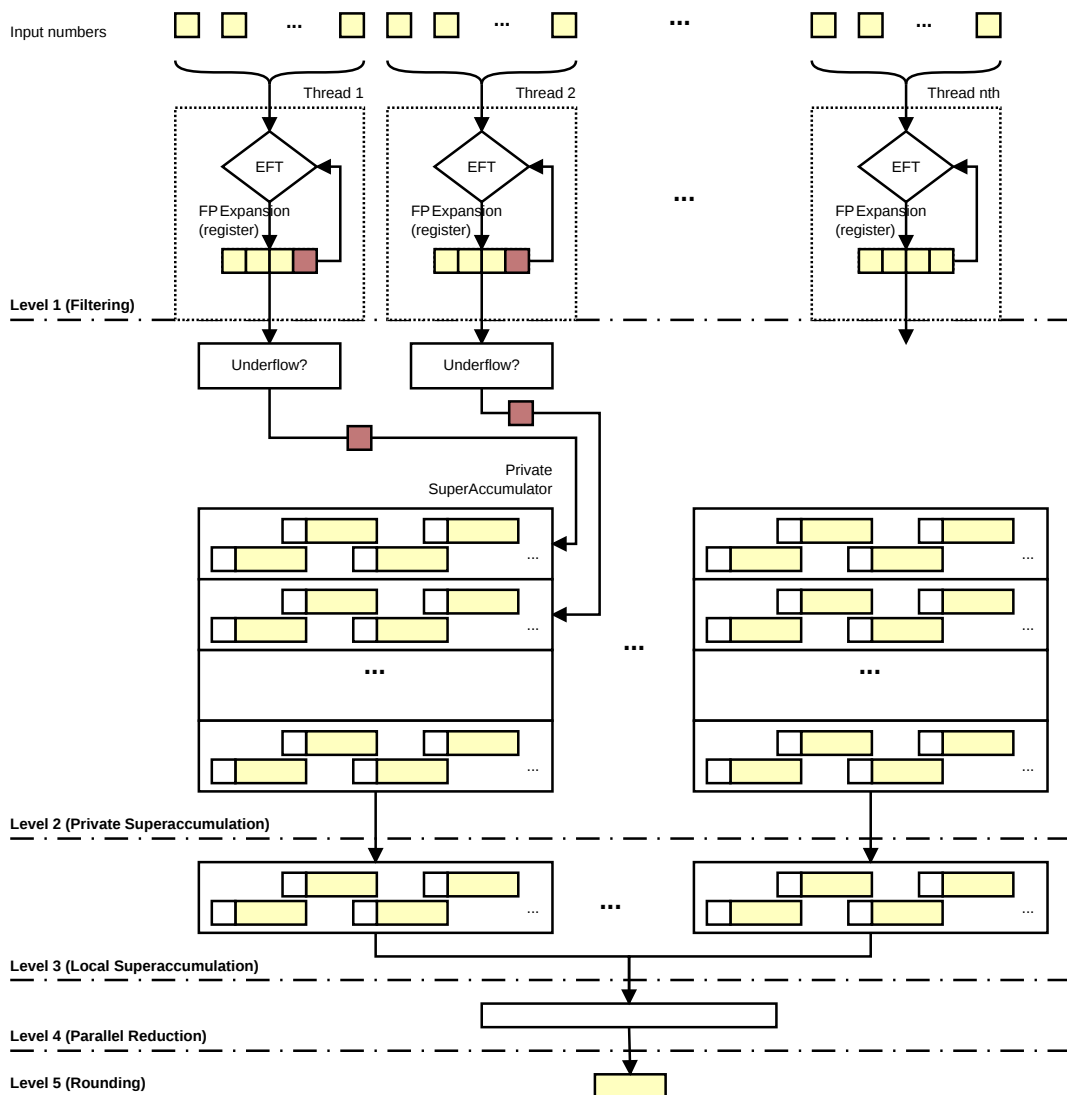 Input numbers
...
...
...
...
Thread 1
Thread 2
Thread nth
EFT
EFT
EFT
...
FP Expansion
(register)
FP Expansion
(register)
FP Expansion
(register)
Level 1 (Filtering)
Underflow?
Underflow?
Private
SuperAccumulator
...
...
...
...
...
...
...
...
...
Level 2 (Private Superaccumulation)
...
...
...
Level 3 (Local Superaccumulation)
Level 4 (Parallel Reduction)
Level 5 (Rounding)